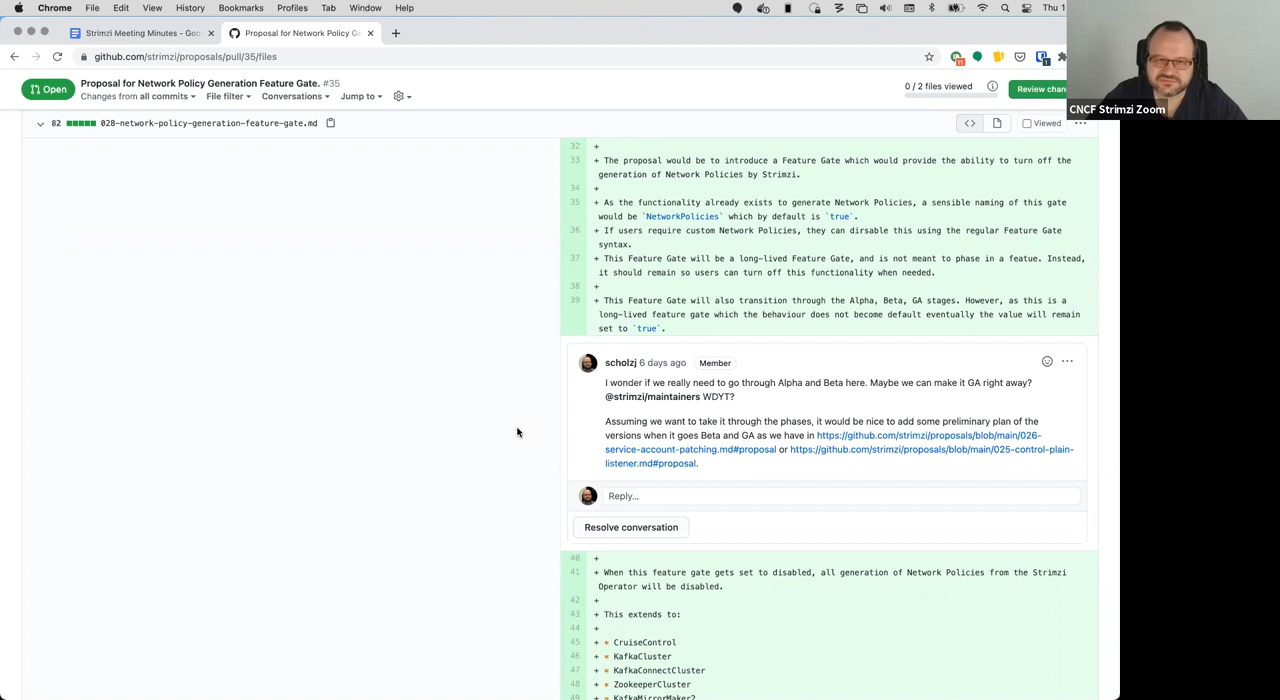 Chrome File Edit View History Bookmarks Profiles Tab Window Help Thu 1
Strimzi Meeting Minutes - Goo
Proposal for Network Policy Ge
github.com/strimzi/proposals/pull/35/files
Open
Proposal for Network Policy Generation Feature Gate. #35
Changes from all commits File filter Conversations Jump to
0 / 2 files viewed
Review chan
CNCF Strimzi Zoom
82 028-network-policy-generation-feature-gate.md
Viewed
32 +
33 + The proposal would be to introduce a Feature Gate which would provide the ability to turn off the
generation of Network Policies by Strimzi.
34 +
35 + As the functionality already exists to generate Network Policies, a sensible naming of this gate
would be `NetworkPolicies` which by default is `true`.
36 + If users require custom Network Policies, they can dirsable this using the regular Feature Gate
syntax.
37 + This Feature Gate will be a long-lived Feature Gate, and is not meant to phase in a featue. Instead,
it should remain so users can turn off this functionality when needed.
38 +
39 + This Feature Gate will also transition through the Alpha, Beta, GA stages. However, as this is a
long-lived feature gate which the behaviour does not become default eventually the value will remain
set to `true`.
scholzj 6 days ago Member
I wonder if we really need to go through Alpha and Beta here. Maybe we can make it GA right away?
@strimzi/maintainers WDYT?
Assuming we want to take it through the phases, it would be nice to add some preliminary plan of the
versions when it goes Beta and GA as we have in https://github.com/strimzi/proposals/blob/main/026-
service-account-patching.md#proposal or https://github.com/strimzi/proposals/blob/main/025-control-plain-
listener.md#proposal.
Reply...
Resolve conversation
40 +
41 + When this feature gate gets set to disabled, all generation of Network Policies from the Strimzi
Operator will be disabled.
42 +
43 + This extends to:
44 +
45 + * CruiseControl
46 + * KafkaCluster
47 + * KafkaConnectCluster
48 + * ZookeeperCluster
49 + * KafkaMirrorMaker2